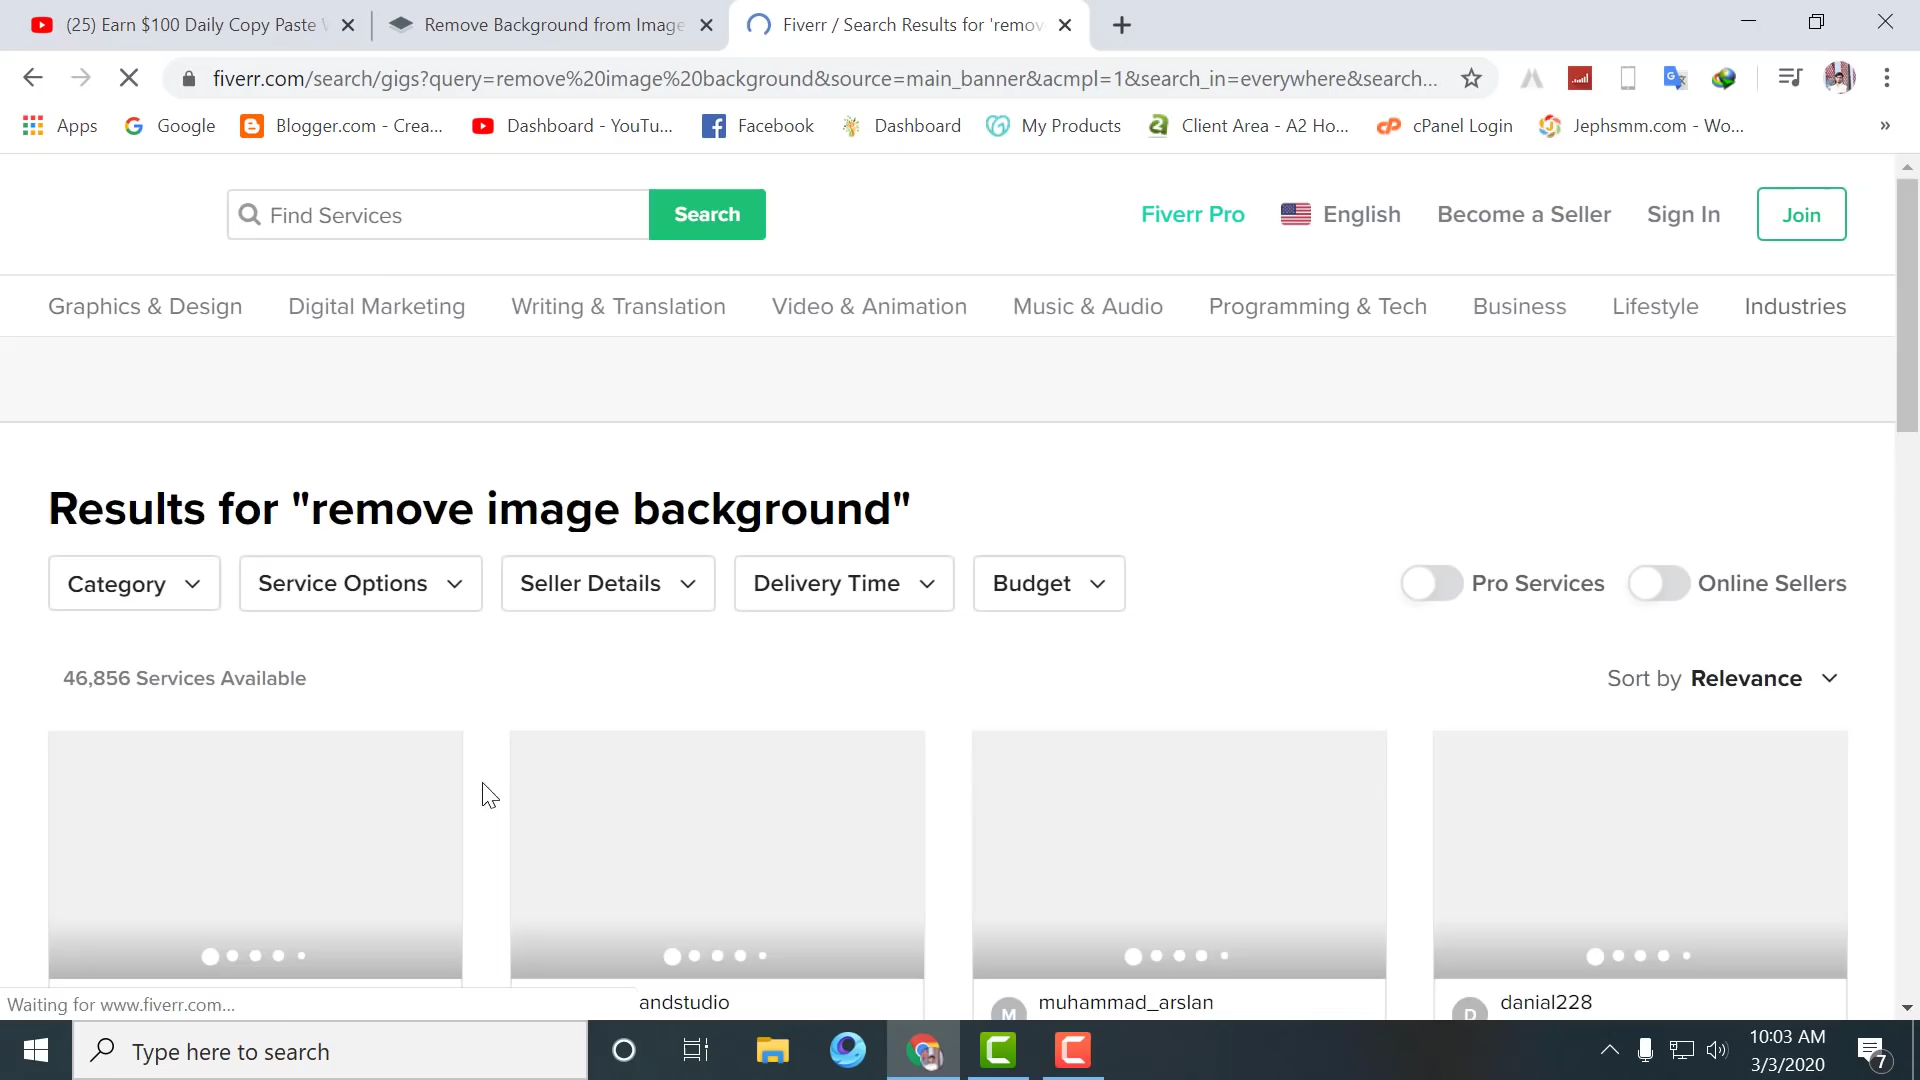 (25) Earn $100 Daily Copy Paste
Remove Background from Image
Fiverr / Search Results for 'remov
fiverr.com/search/gigs?query=remove%20image%20background&source=main_banner&acmpl=1&search_in=everywhere&search...
Apps
Google
Blogger.com - Crea...
Dashboard - YouTu...
Facebook
Dashboard
My Products
Client Area - A2 Ho...
cPanel Login
Jephsmm.com - Wo...
»
Find Services
Search
Fiverr Pro
English
Become a Seller
Sign In
Join
Graphics & Design
Digital Marketing
Writing & Translation
Video & Animation
Music & Audio
Programming & Tech
Business
Lifestyle
Industries
Results for "remove image background"
Category
Service Options
Seller Details
Delivery Time
Budget
Pro Services
Online Sellers
46,856 Services Available
Sort by Relevance
andstudio
M
muhammad_arslan
D
danial228
Waiting for www.fiverr.com...
Type here to search
10:03 AM
3/3/2020
7